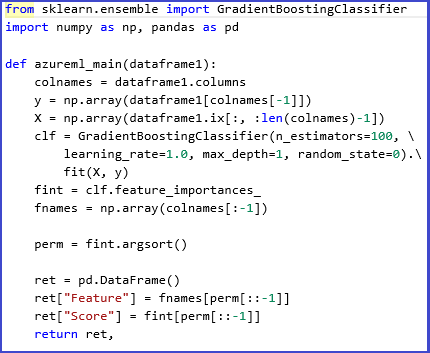 from sklearn.ensemble import GradientBoostingClassifier
import numpy as np, pandas as pd

def azureml_main(dataframe1):
    colnames = dataframe1.columns
    y = np.array(dataframe1[colnames[-1]])
    X = np.array(dataframe1.ix[:, :len(colnames)-1])
    clf = GradientBoostingClassifier(n_estimators=100, \
        learning_rate=1.0, max_depth=1, random_state=0).\
        fit(X, y)
    fint = clf.feature_importances_
    fnames = np.array(colnames[:-1])

    perm = fint.argsort()

    ret = pd.DataFrame()
    ret["Feature"] = fnames[perm[::-1]]
    ret["Score"] = fint[perm[::-1]]
    return ret,